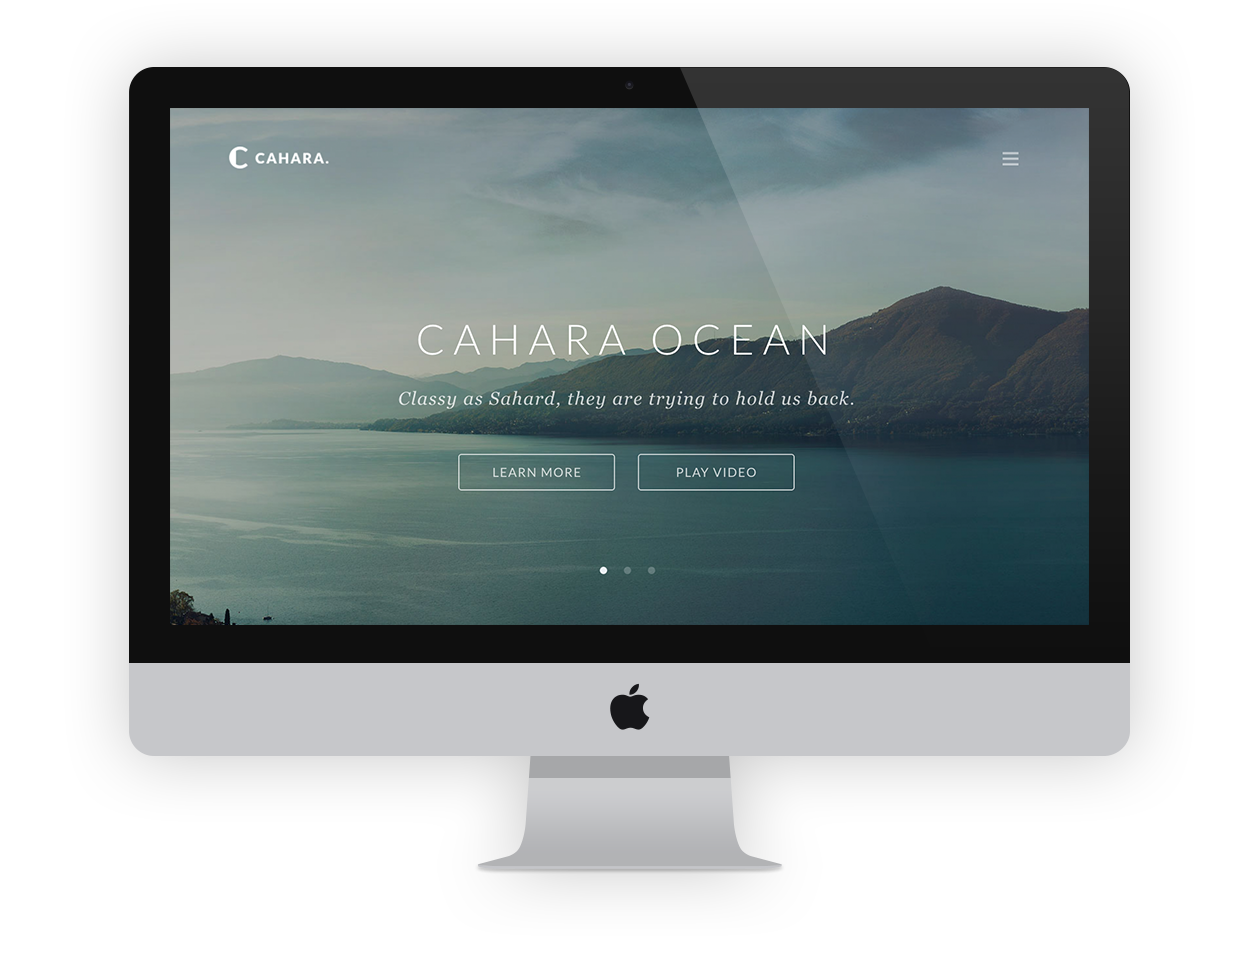 CAHARA.
CAHARA OCEAN
Classy as Sahard, they are trying to hold us back.
LEARN MORE
PLAY VIDEO